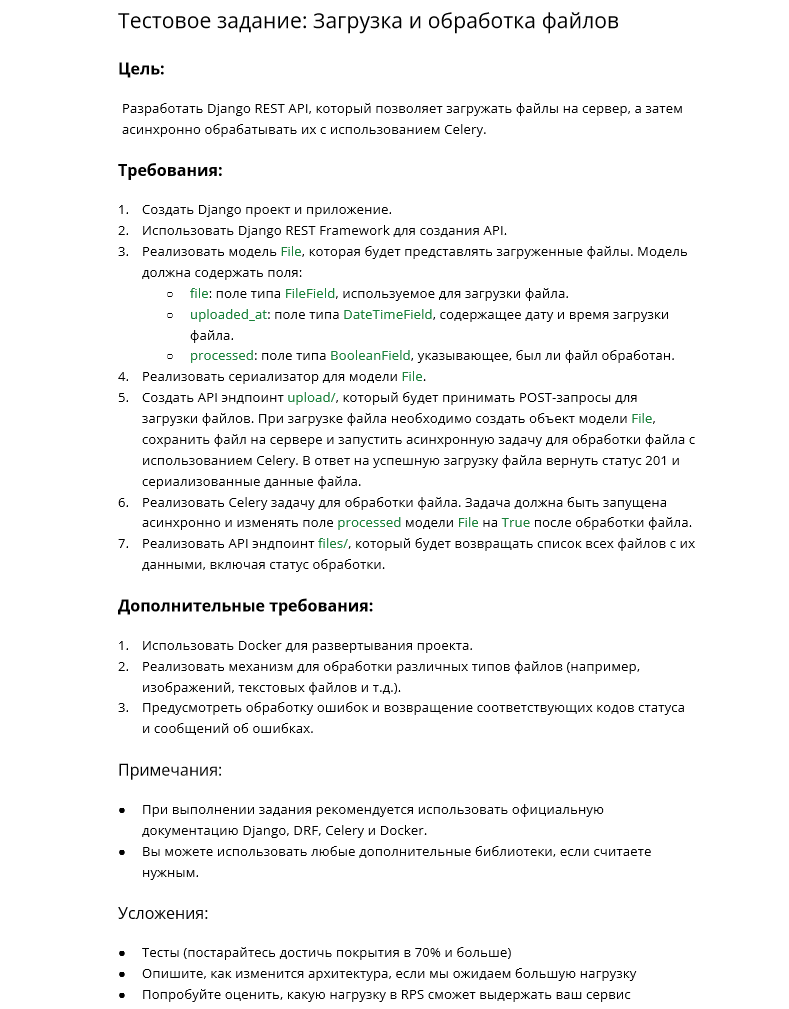 Тестовое задание: Загрузка и обработка файлов
Цель:
Разработать Django REST API, который позволяет загружать файлы на сервер, а затем
асинхронно обрабатывать их с использованием Celery.
Требования:
1. Создать Django проект и приложение.
2. Использовать Django REST Framework для создания API.
3. Реализовать модель File, которая будет представлять загруженные файлы. Модель
должна содержать поля:
○ file: поле типа FileField, используемое для загрузки файла.
○ uploaded_at: поле типа DateTimeField, содержащее дату и время загрузки
файла.
○ processed: поле типа BooleanField, указывающее, был ли файл обработан.
4. Реализовать сериализатор для модели File.
5. Создать API эндпоинт upload/, который будет принимать POST-запросы для
загрузки файлов. При загрузке файла необходимо создать объект модели File,
сохранить файл на сервере и запустить асинхронную задачу для обработки файла с
использованием Celery. В ответ на успешную загрузку файла вернуть статус 201 и
сериализованные данные файла.
6. Реализовать Celery задачу для обработки файла. Задача должна быть запущена
асинхронно и изменять поле processed модели File на True после обработки файла.
7. Реализовать API эндпоинт files/, который будет возвращать список всех файлов с их
данными, включая статус обработки.
Дополнительные требования:
1. Использовать Docker для развертывания проекта.
2. Реализовать механизм для обработки различных типов файлов (например,
изображений, текстовых файлов и т.д.).
3. Предусмотреть обработку ошибок и возвращение соответствующих кодов статуса
и сообщений об ошибках.
Примечания:
● При выполнении задания рекомендуется использовать официальную
документацию Django, DRF, Celery и Docker.
● Вы можете использовать любые дополнительные библиотеки, если считаете
нужным.
Усложения:
● Тесты (постарайтесь достичь покрытия в 70% и больше)
● Опишите, как изменится архитектура, если мы ожидаем большую нагрузку
● Попробуйте оценить, какую нагрузку в RPS сможет выдержать ваш сервис